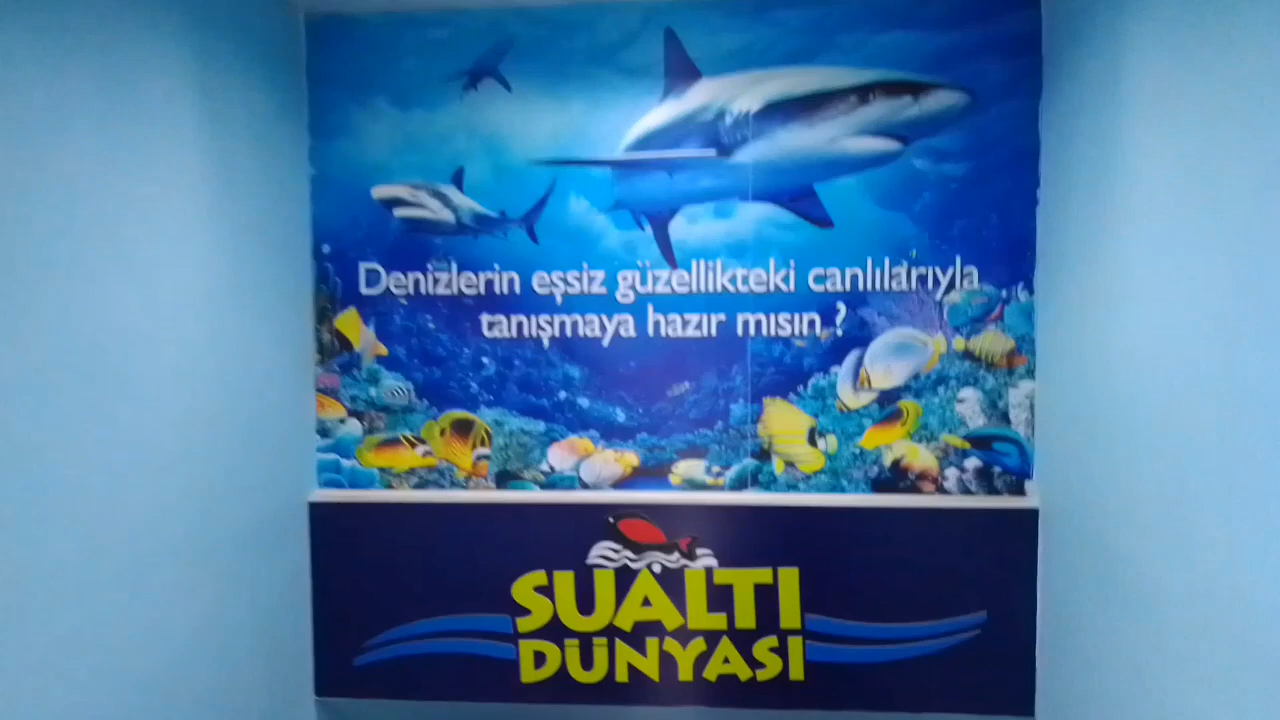 Denizlerin eşsiz güzellikteki canlılarıyla
tanışmaya hazır mısın ?
SUALTI
DÜNYASI